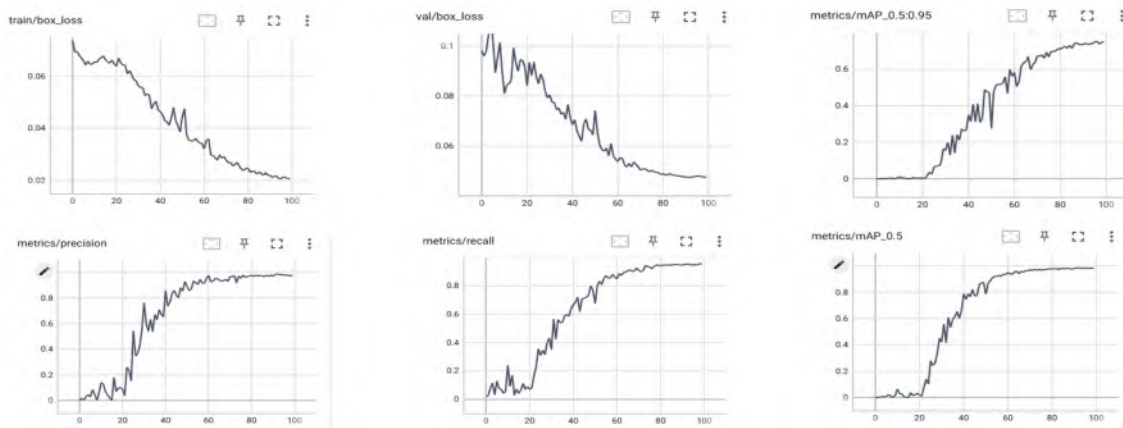 train/box_loss
0.06
0.04
0.02
0 20 40 60 80 100
val/box_loss
0.1
0.08
0.06
0 20 40 60 80 100
metrics/mAP_0.5:0.95
0.6
0.4
0.2
0
0 20 40 60 80 100
metrics/precision
0.8
0.6
0.4
0.2
0
0 20 40 60 80 100
metrics/recall
0.8
0.6
0.4
0.2
0
0 20 40 60 80 100
metrics/mAP_0.5
0.8
0.6
0.4
0.2
0
0 20 40 60 80 100